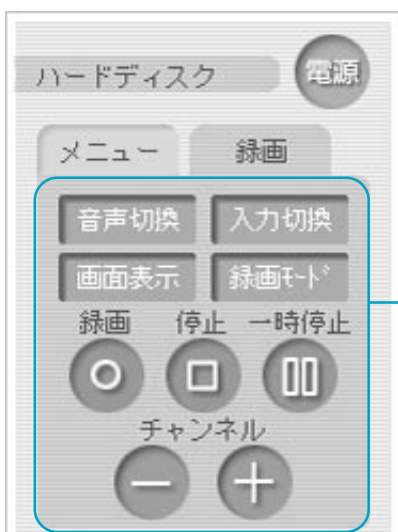 ハードディスク 電源
メニュー 録画
音声切換 入力切換
画面表示 録画ﾓｰﾄﾞ
録画 停止 一時停止
チャンネル
− +